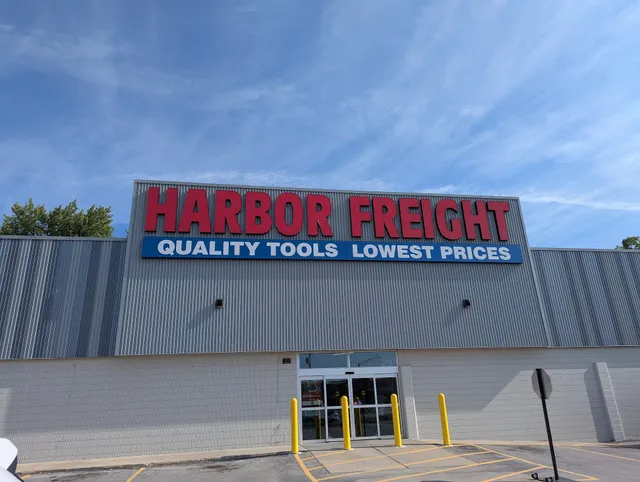 HARBOR FREIGHT
QUALITY TOOLS LOWEST PRICES